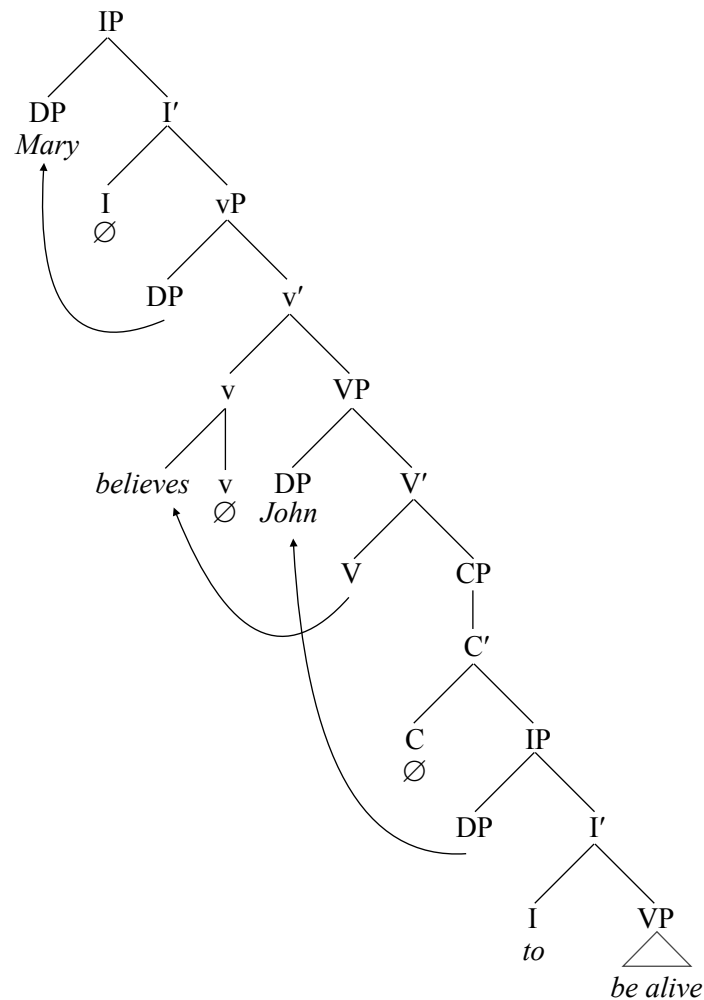 IP
DP I′
Mary
I vP
∅
DP v′
v VP
believes v DP V′
∅ John
V CP
C′
C IP
∅
DP I′
I VP
to
be alive